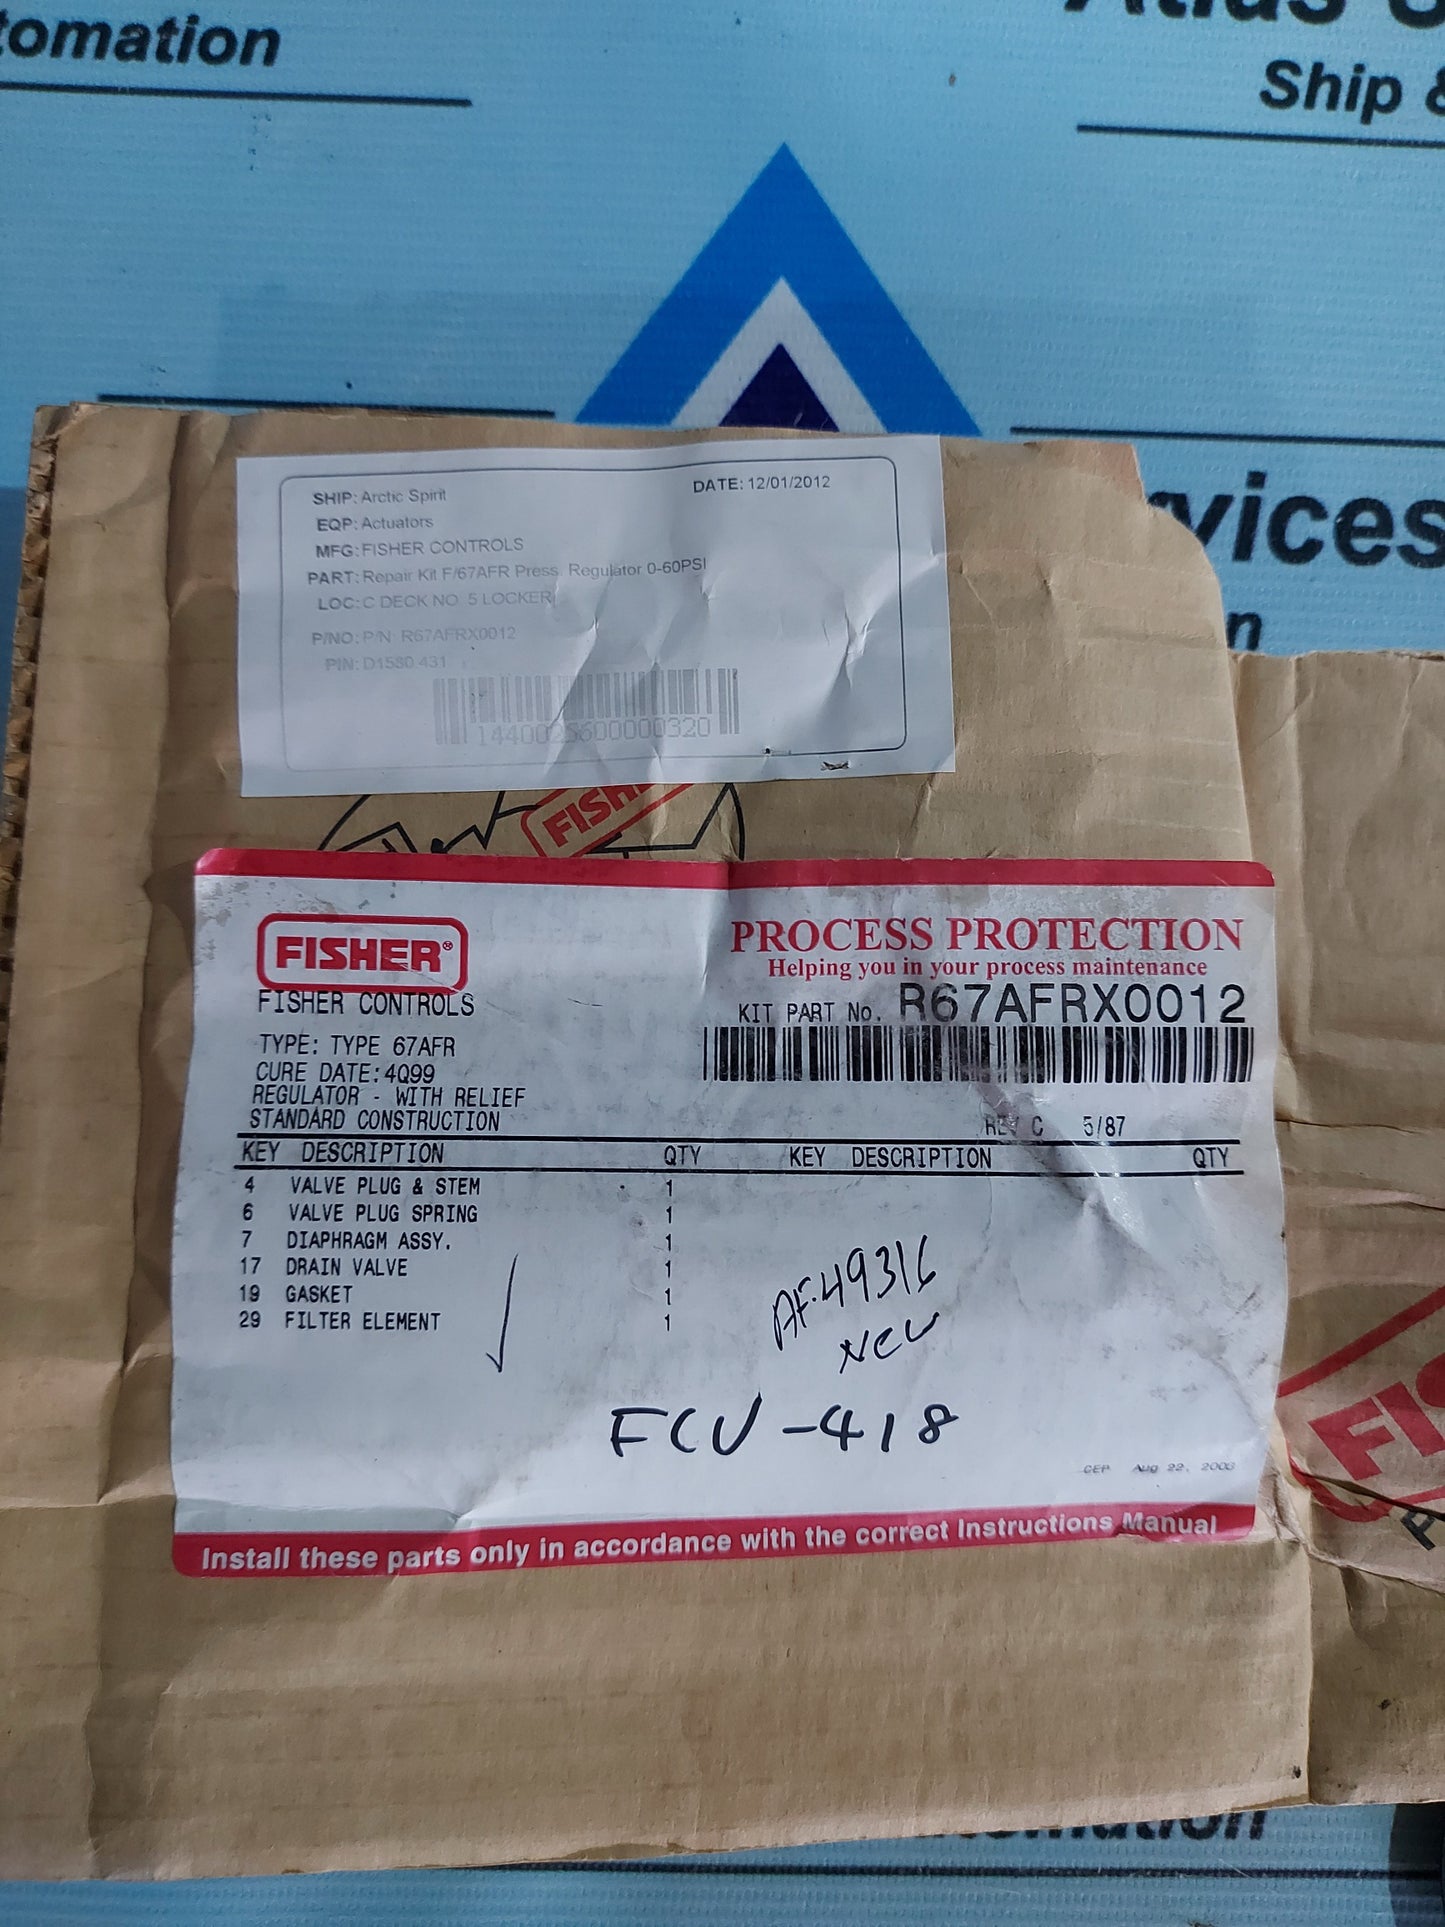 tomation
Ship &
SHIP: Arctic Spirit
DATE: 12/01/2012
EQP: Actuators
MFG: FISHER CONTROLS
PART: Repair Kit F/67AFR Press. Regulator 0-60PSI
LOC: C DECK NO 5 LOCKER
P/NO: P/N: R67AFRX0012
PIN: D1580 431
vices
n
FISHER®
PROCESS PROTECTION
Helping you in your process maintenance
FISHER CONTROLS
KIT PART No. R67AFRX0012
TYPE: TYPE 67AFR
CURE DATE: 4Q99
REGULATOR - WITH RELIEF
STANDARD CONSTRUCTION
REV C 5/87
KEY DESCRIPTION QTY KEY DESCRIPTION QTY
4 VALVE PLUG & STEM 1
6 VALVE PLUG SPRING 1
7 DIAPHRAGM ASSY. 1
17 DRAIN VALVE 1
19 GASKET 1
29 FILTER ELEMENT 1
AF-49316
NEW
FCV-418
Install these parts only in accordance with the correct Instructions Manual